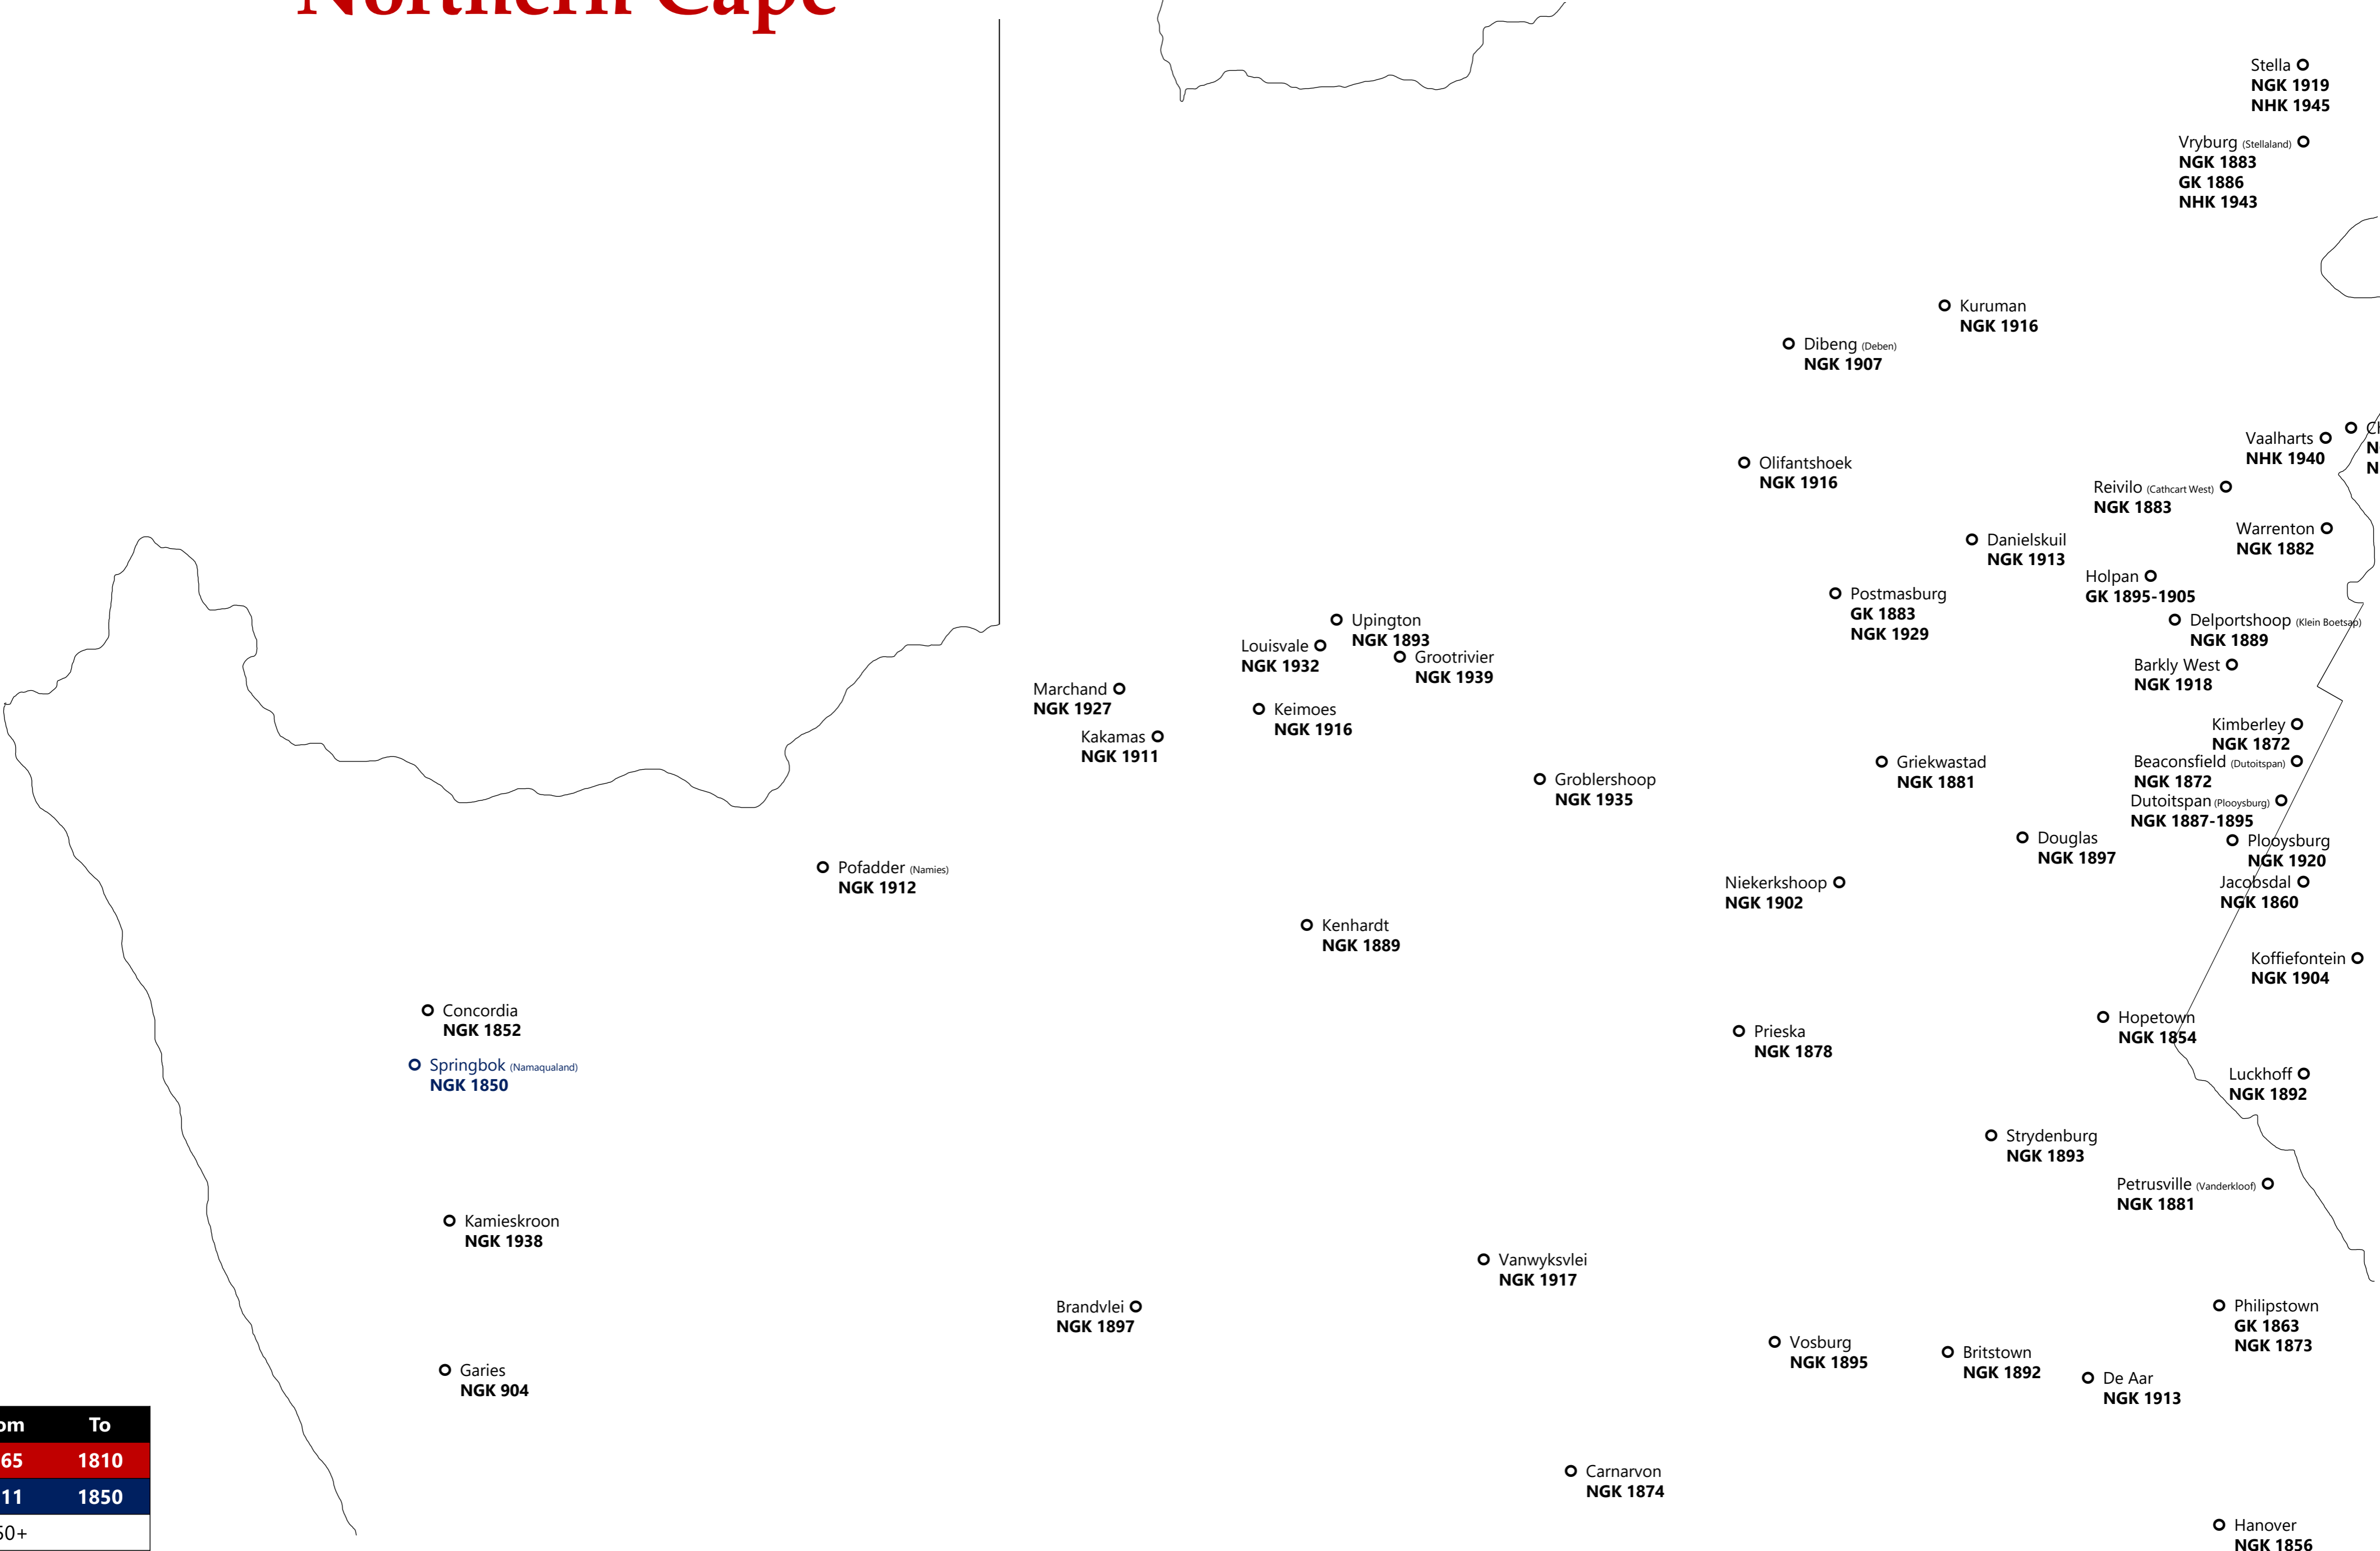 Northern Cape
Stella
NGK 1919
NHK 1945
Vryburg (Stellaland)
NGK 1883
GK 1886
NHK 1943
Kuruman
NGK 1916
Dibeng (Deben)
NGK 1907
Vaalharts
NHK 1940
Olifantshoek
NGK 1916
Reivilo (Cathcart West)
NGK 1883
Warrenton
NGK 1882
Danielskuil
NGK 1913
Holpan
GK 1895-1905
Postmasburg
GK 1883
NGK 1929
Delportshoop (Klein Boetsap)
NGK 1889
Upington
NGK 1893
Louisvale
NGK 1932
Grootrivier
NGK 1939
Barkly West
NGK 1918
Marchand
NGK 1927
Keimoes
NGK 1916
Kakamas
NGK 1911
Kimberley
NGK 1872
Beaconsfield (Dutoitspan)
NGK 1872
Griekwastad
NGK 1881
Groblershoop
NGK 1935
Dutoitspan (Plooysburg)
NGK 1887-1895
Douglas
NGK 1897
Plooysburg
NGK 1920
Pofadder (Namies)
NGK 1912
Niekerkshoop
NGK 1902
Jacobsdal
NGK 1860
Kenhardt
NGK 1889
Koffiefontein
NGK 1904
Concordia
NGK 1852
Hopetown
NGK 1854
Prieska
NGK 1878
Springbok (Namaqualand)
NGK 1850
Luckhoff
NGK 1892
Strydenburg
NGK 1893
Petrusville (Vanderkloof)
NGK 1881
Kamieskroon
NGK 1938
Vanwyksvlei
NGK 1917
Brandvlei
NGK 1897
Philipstown
GK 1863
NGK 1873
Vosburg
NGK 1895
Britstown
NGK 1892
Garies
NGK 904
De Aar
NGK 1913
To
65 1810
11 1850
50+
Carnarvon
NGK 1874
Hanover
NGK 1856